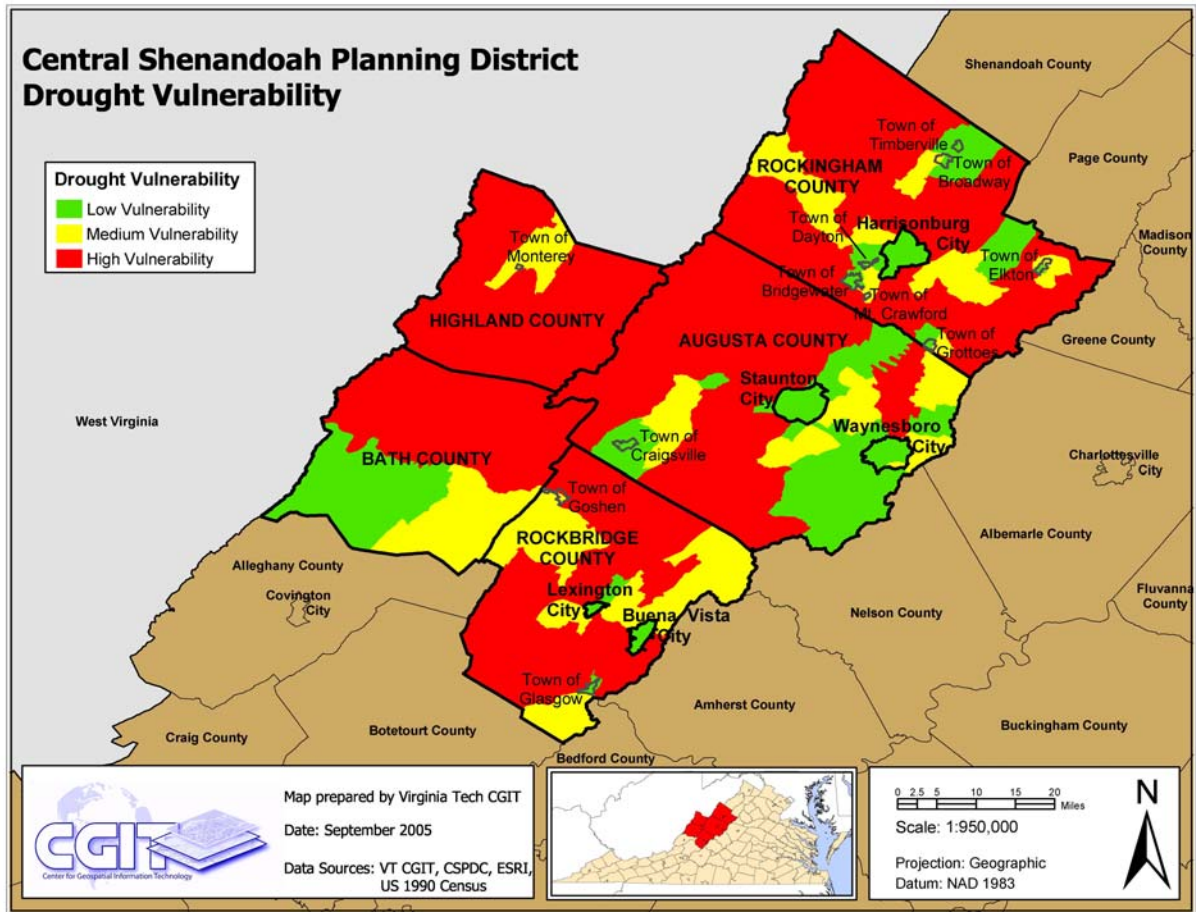 Central Shenandoah Planning District
Drought Vulnerability
Drought Vulnerability
Low Vulnerability
Medium Vulnerability
High Vulnerability
Shenandoah County
Page County
Madison
County
Greene County
Town of
Timberville
Town of
Broadway
ROCKINGHAM
COUNTY
Town of
Dayton
Harrisonburg
City
Town of
Elkton
Town of
Bridgewater
Town of
Mt. Crawford
Town of
Grottoes
Town of
Monterey
HIGHLAND COUNTY
AUGUSTA COUNTY
Staunton
City
Waynesboro
City
Town of
Craigsville
West Virginia
BATH COUNTY
Town of
Goshen
ROCKBRIDGE
COUNTY
Lexington
City
Buena Vista
City
Town of
Glasgow
Charlottesville
City
Albemarle County
Fluvanna
County
Nelson County
Alleghany County
Covington
City
Amherst County
Buckingham County
Craig County
Botetourt County
Bedford County
CGIT
Center for Geospatial Information Technology
Map prepared by Virginia Tech CGIT
Date: September 2005
Data Sources: VT CGIT, CSPDC, ESRI,
US 1990 Census
0 2.5 5 10 15 20
Miles
Scale: 1:950,000
Projection: Geographic
Datum: NAD 1983
N